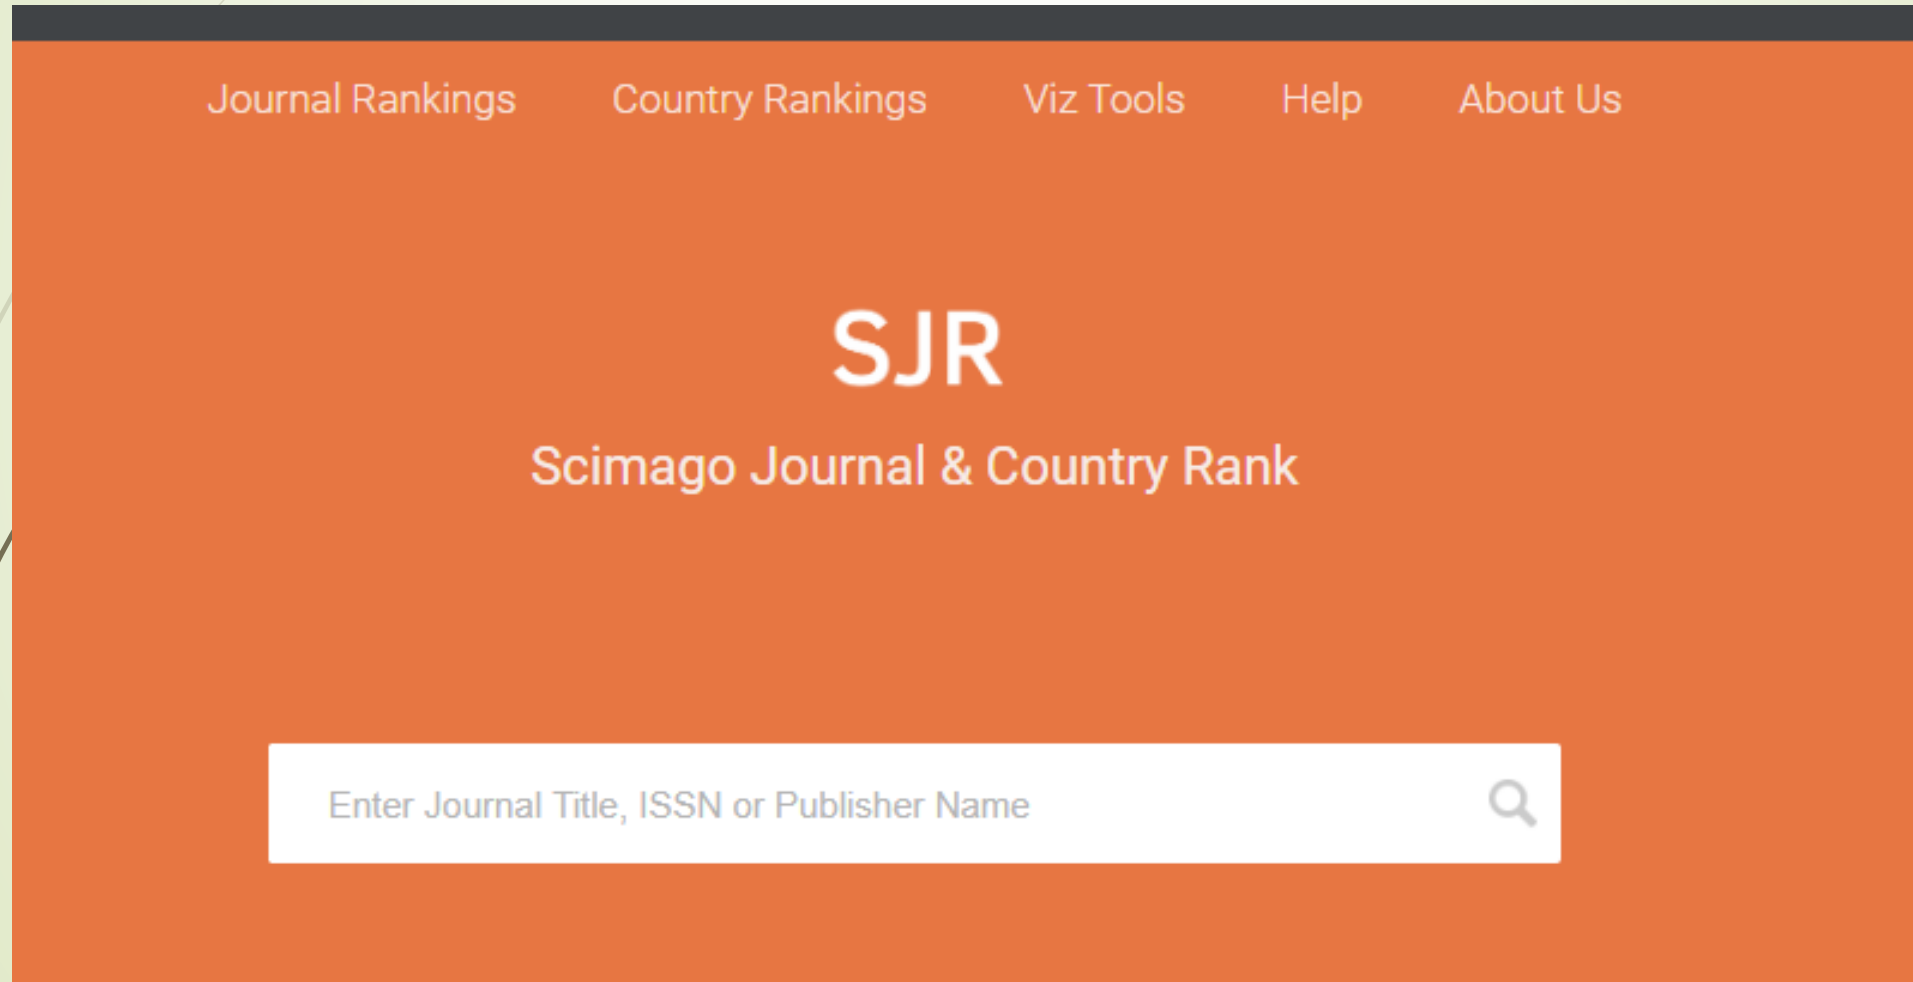 Journal Rankings Country Rankings Viz Tools Help About Us
SJR
Scimago Journal & Country Rank
Enter Journal Title, ISSN or Publisher Name